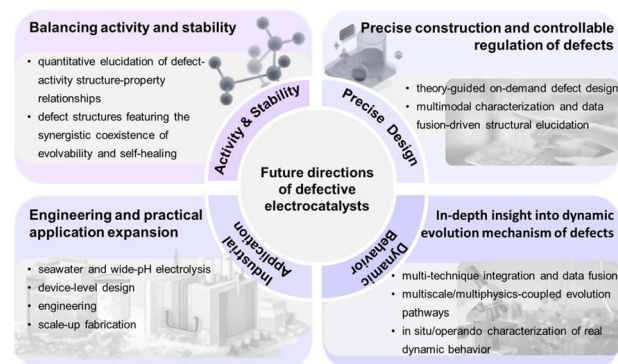 Balancing activity and stability
• quantitative elucidation of defect-
activity structure-property
relationships
• defect structures featuring the
synergistic coexistence of
evolvability and self-healing
Precise construction and controllable
regulation of defects
• theory-guided on-demand defect design
• multimodal characterization and data
fusion-driven structural elucidation
Activity & Stability
Precise Design
Future directions
of defective
electrocatalysts
Industrial
Application
Dynamic
Behavior
Engineering and practical
application expansion
• seawater and wide-pH electrolysis
• device-level design
• engineering
• scale-up fabrication
In-depth insight into dynamic
evolution mechanism of defects
• multi-technique integration and data fusion
• multiscale/multiphysics-coupled evolution
pathways
• in situ/operando characterization of real
dynamic behavior